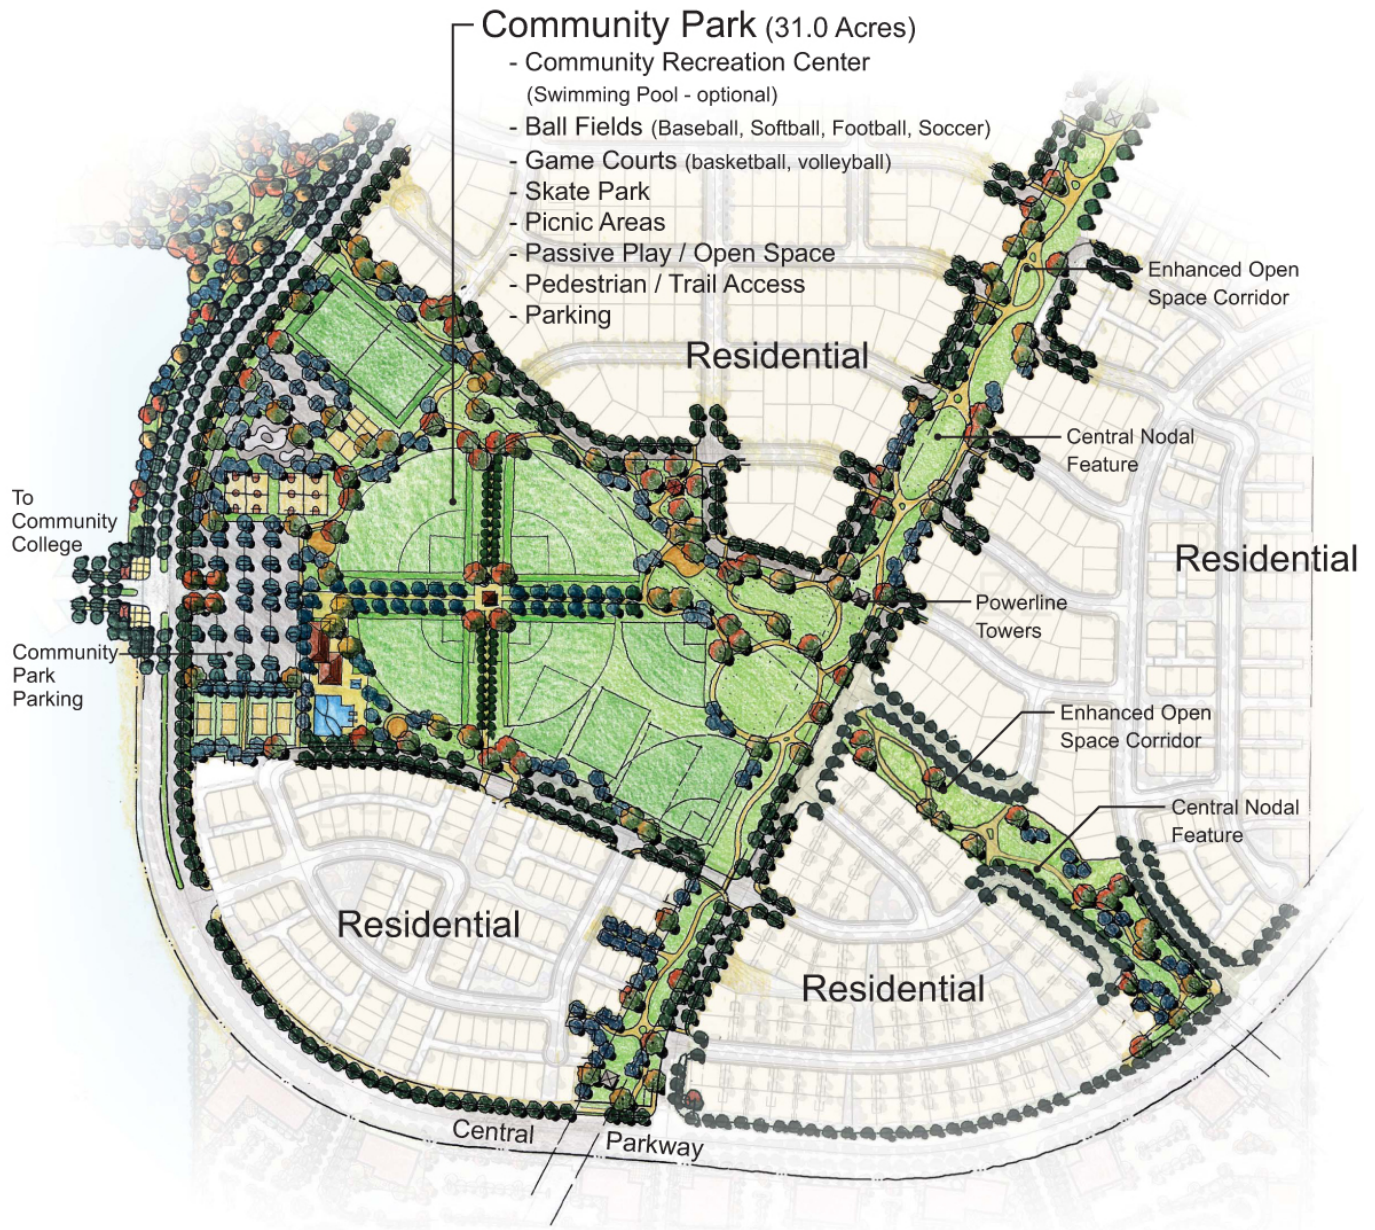 Community Park (31.0 Acres)
- Community Recreation Center
(Swimming Pool - optional)
- Ball Fields (Baseball, Softball, Football, Soccer)
- Game Courts (basketball, volleyball)
- Skate Park
- Picnic Areas
- Passive Play / Open Space
- Pedestrian / Trail Access
- Parking
Enhanced Open
Space Corridor
Residential
Central Nodal
Feature
To
Community
College
Residential
Powerline
Towers
Community
Park
Parking
Enhanced Open
Space Corridor
Central Nodal
Feature
Residential
Residential
Central Parkway